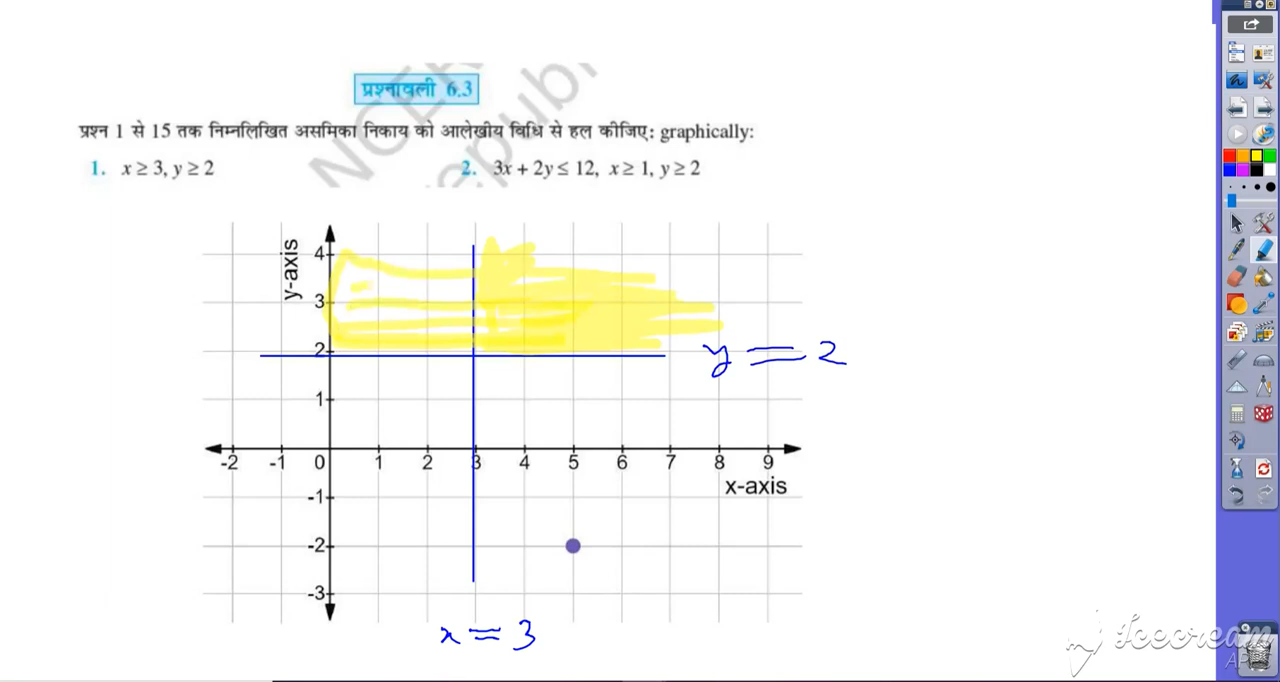 प्रश्नावली 6.3
प्रश्न 1 से 15 तक निम्नलिखित असमिका निकाय को आलेखीय विधि से हल कीजिए: graphically:
1. x ≥ 3, y ≥ 2 2. 3x + 2y ≤ 12, x ≥ 1, y ≥ 2
y-axis
4
3
2
1
y = 2
-2 -1 0 1 2 3 4 5 6 7 8 9
x-axis
-1
-2
-3
x = 3
Icecream
APPS